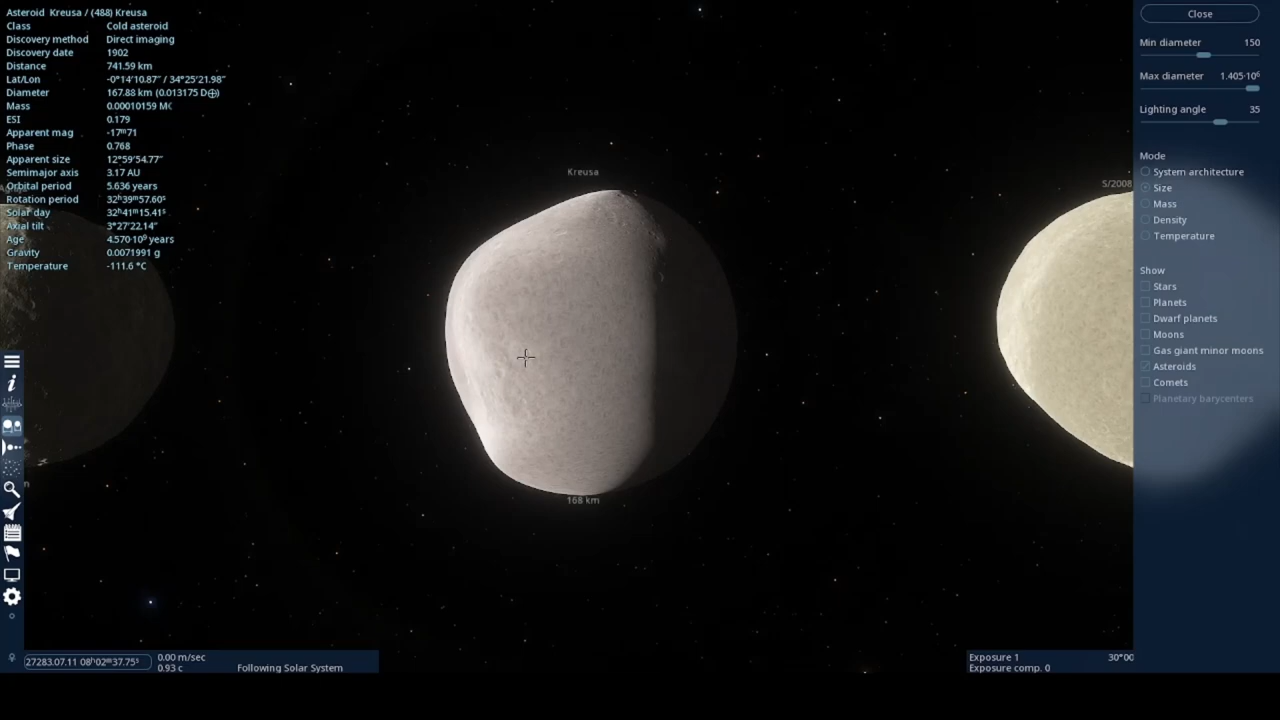 Asteroid Kreusa / (488) Kreusa
Class Cold asteroid
Discovery method Direct imaging
Discovery date 1902
Distance 741.59 km
Lat/Lon -0°14'10.87" / 34°25'21.98"
Diameter 167.88 km (0.013175 D⊕)
Mass 0.00010159 M☾
ESI 0.179
Apparent mag -17ᵐ71
Phase 0.768
Apparent size 12°59'54.77"
Semimajor axis 3.17 AU
Orbital period 5.636 years
Rotation period 32ʰ39ᵐ57.60ˢ
Solar day 32ʰ41ᵐ15.41ˢ
Axial tilt 3°27'22.14"
Age 4.570·10⁹ years
Gravity 0.0071991 g
Temperature -111.6 °C
Kreusa
168 km
S/2008
Close
Min diameter 150
Max diameter 1.405·10⁶
Lighting angle 35
Mode
System architecture
Size
Mass
Density
Temperature
Show
Stars
Planets
Dwarf planets
Moons
Gas giant minor moons
Asteroids
Comets
Planetary barycenters
27283.07.11 08ʰ02ᵐ37.75ˢ
0.00 m/sec
0.93 c
Following Solar System
Exposure 1
Exposure comp. 0